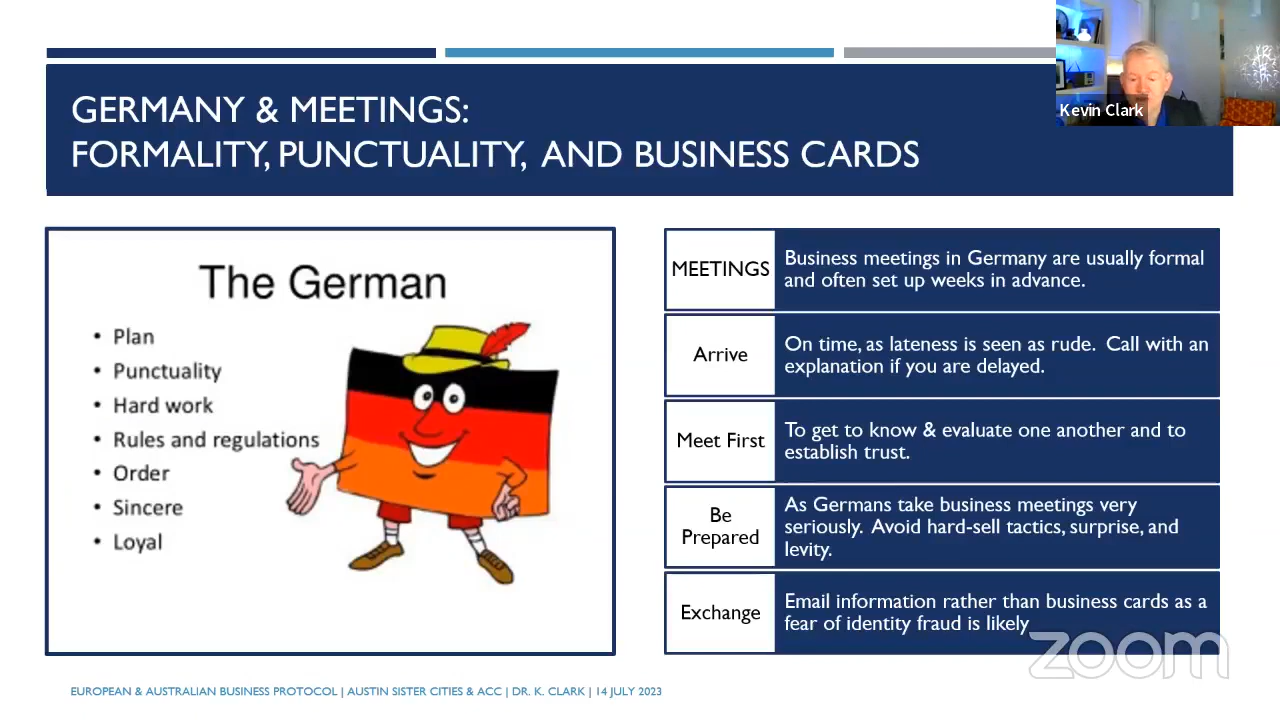 Kevin Clark
GERMANY & MEETINGS:
FORMALITY, PUNCTUALITY, AND BUSINESS CARDS
The German
• Plan
• Punctuality
• Hard work
• Rules and regulations
• Order
• Sincere
• Loyal
MEETINGS
Business meetings in Germany are usually formal
and often set up weeks in advance.
Arrive
On time, as lateness is seen as rude. Call with an
explanation if you are delayed.
Meet First
To get to know & evaluate one another and to
establish trust.
Be
Prepared
As Germans take business meetings very
seriously. Avoid hard-sell tactics, surprise, and
levity.
Exchange
Email information rather than business cards as a
fear of identity fraud is likely
zoom
EUROPEAN & AUSTRALIAN BUSINESS PROTOCOL | AUSTIN SISTER CITIES & ACC | DR. K. CLARK | 14 JULY 2023